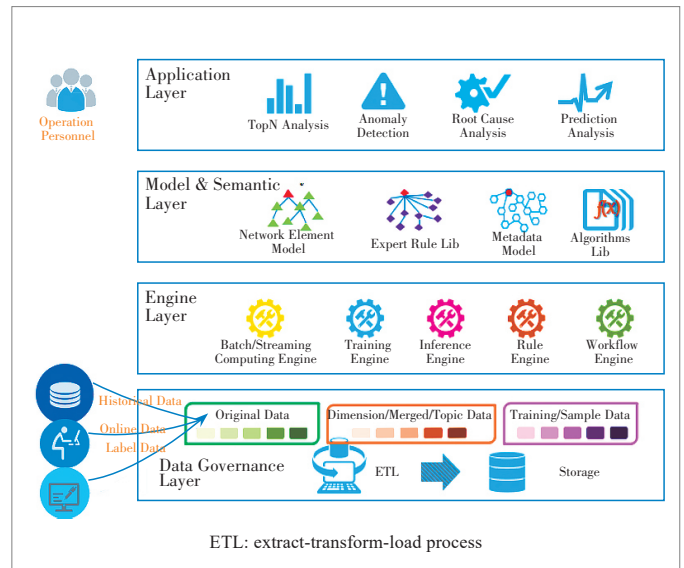 Application
Layer
Operation
Personnel
TopN Analysis
Anomaly
Detection
Root Cause
Analysis
Prediction
Analysis
Model & Semantic
Layer
Network Element
Model
Expert Rule Lib
Metadata
Model
f(x)
Algorithms
Lib
Engine
Layer
Batch/Streaming
Computing Engine
Training
Engine
Inference
Engine
Rule
Engine
Workflow
Engine
Historical Data
Online Data
Label Data
Original Data
Dimension/Merged/Topic Data
Training/Sample Data
Data Governance
Layer
ETL
Storage
ETL: extract-transform-load process